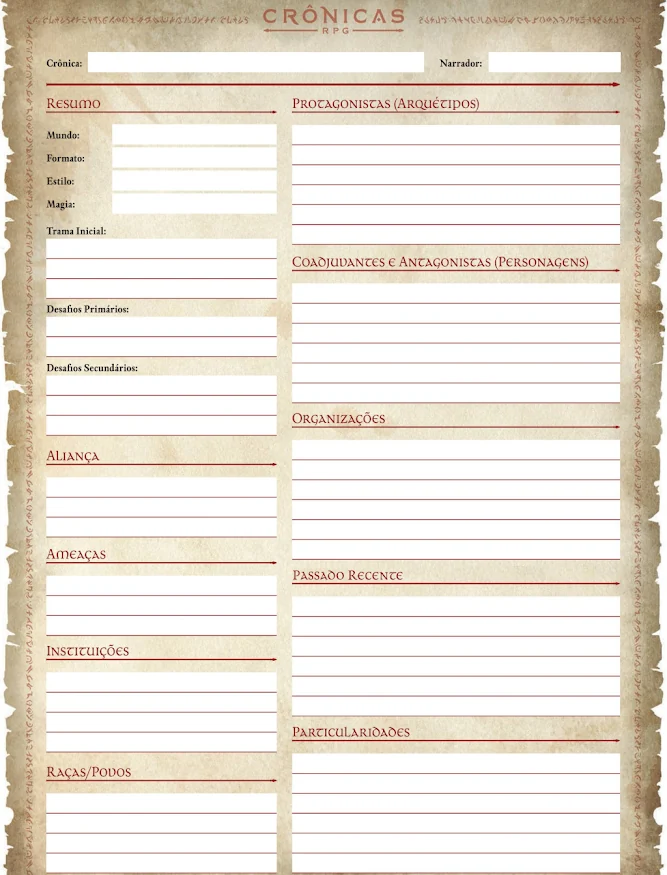 CRÔNICAS
RPG
Crônica:
Narrador:
Resumo
Mundo:
Formato:
Estilo:
Magia:
Trama Inicial:
Desafios Primários:
Desafios Secundários:
Aliança
Ameaças
Instituições
Raças/Povos
Protagonistas (Arquétipos)
Coadjuvantes e Antagonistas (Personagens)
Organizações
Passado Recente
Particularidades